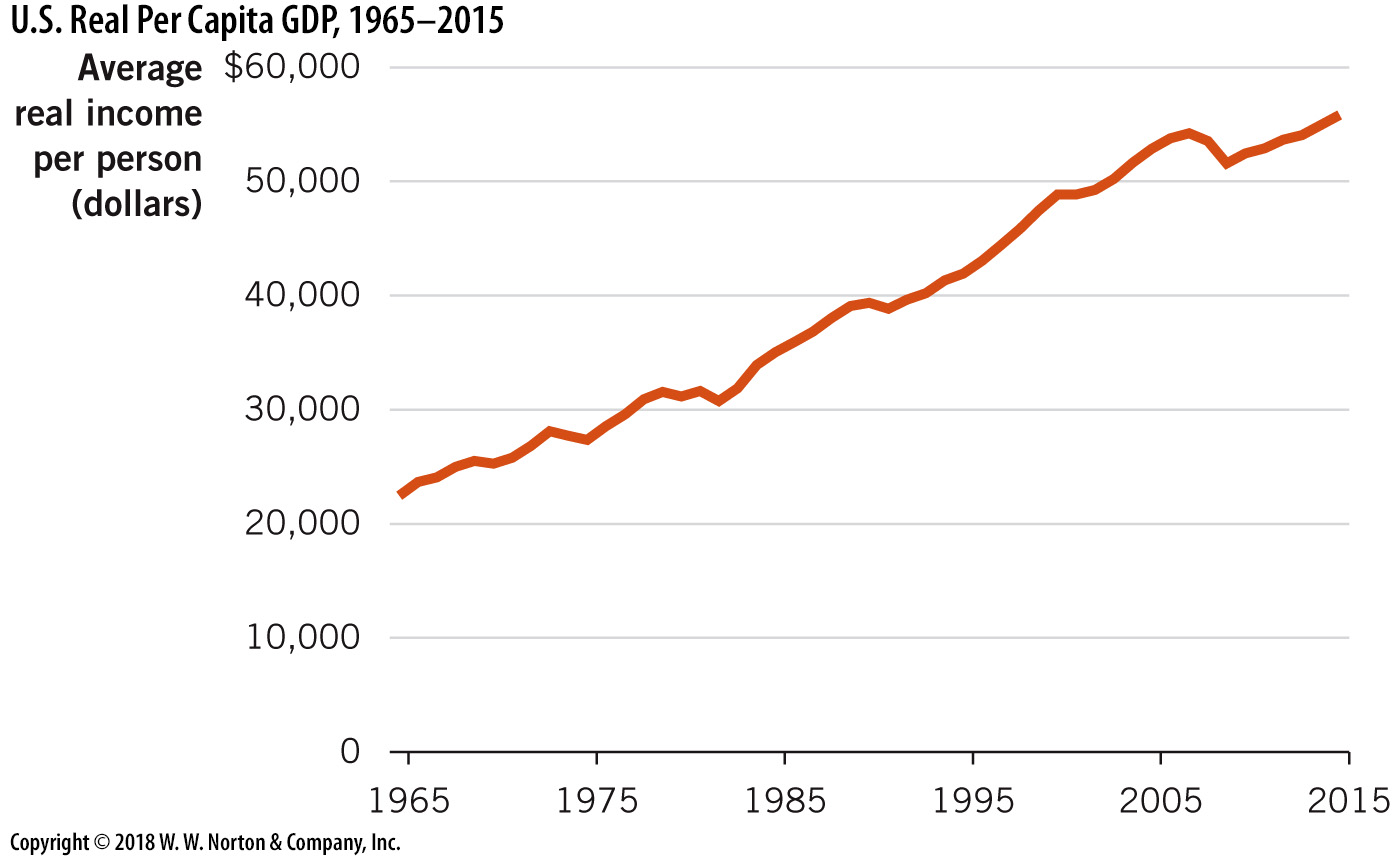 U.S. Real Per Capita GDP, 1965–2015
Average
real income
per person
(dollars)
$60,000
50,000
40,000
30,000
20,000
10,000
0
1965 1975 1985 1995 2005 2015
Copyright © 2018 W. W. Norton & Company, Inc.